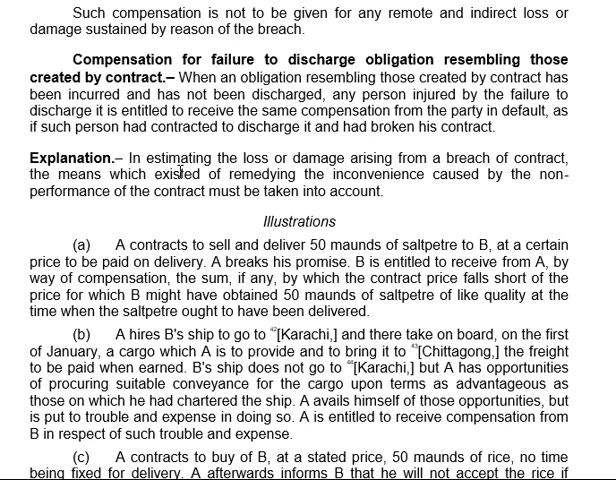 Such compensation is not to be given for any remote and indirect loss or
damage sustained by reason of the breach.
Compensation for failure to discharge obligation resembling those
created by contract.– When an obligation resembling those created by contract has
been incurred and has not been discharged, any person injured by the failure to
discharge it is entitled to receive the same compensation from the party in default, as
if such person had contracted to discharge it and had broken his contract.
Explanation.– In estimating the loss or damage arising from a breach of contract,
the means which existed of remedying the inconvenience caused by the non-
performance of the contract must be taken into account.
Illustrations
(a) A contracts to sell and deliver 50 maunds of saltpetre to B, at a certain
price to be paid on delivery. A breaks his promise. B is entitled to receive from A, by
way of compensation, the sum, if any, by which the contract price falls short of the
price for which B might have obtained 50 maunds of saltpetre of like quality at the
time when the saltpetre ought to have been delivered.
(b) A hires B's ship to go to [Karachi,] and there take on board, on the first
of January, a cargo which A is to provide and to bring it to [Chittagong,] the freight
to be paid when earned. B's ship does not go to [Karachi,] but A has opportunities
of procuring suitable conveyance for the cargo upon terms as advantageous as
those on which he had chartered the ship. A avails himself of those opportunities, but
is put to trouble and expense in doing so. A is entitled to receive compensation from
B in respect of such trouble and expense.
(c) A contracts to buy of B, at a stated price, 50 maunds of rice, no time
being fixed for delivery. A afterwards informs B that he will not accept the rice if